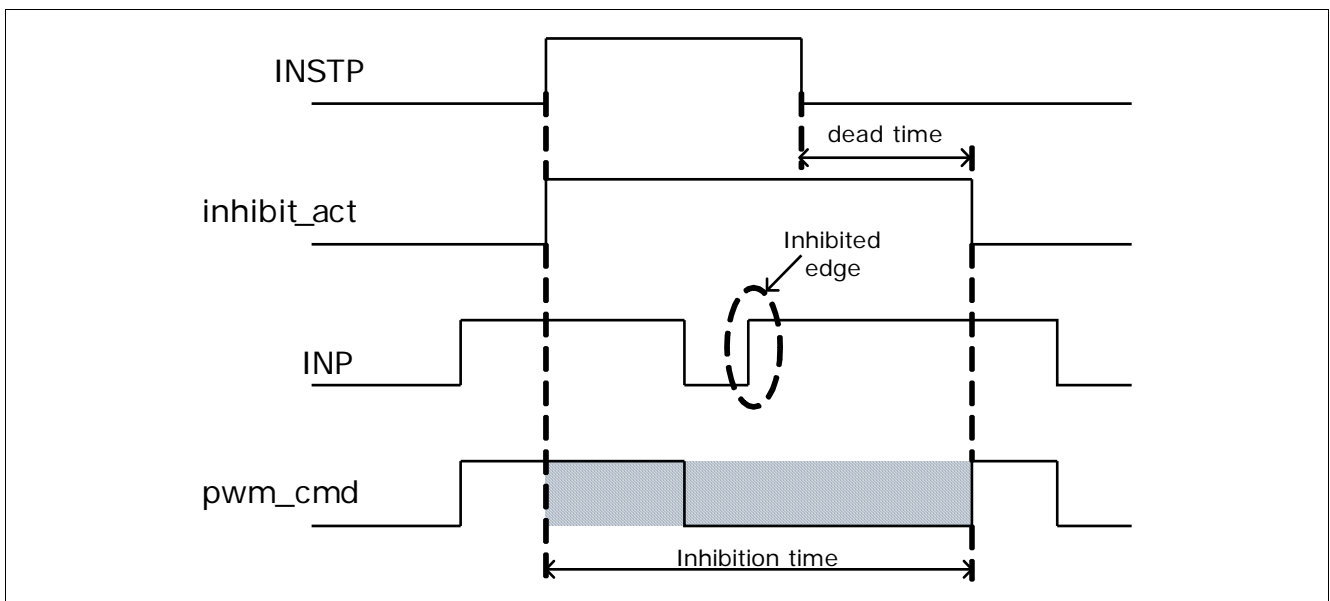 INSTP
dead time
inhibit_act
Inhibited
edge
INP
pwm_cmd
Inhibition time